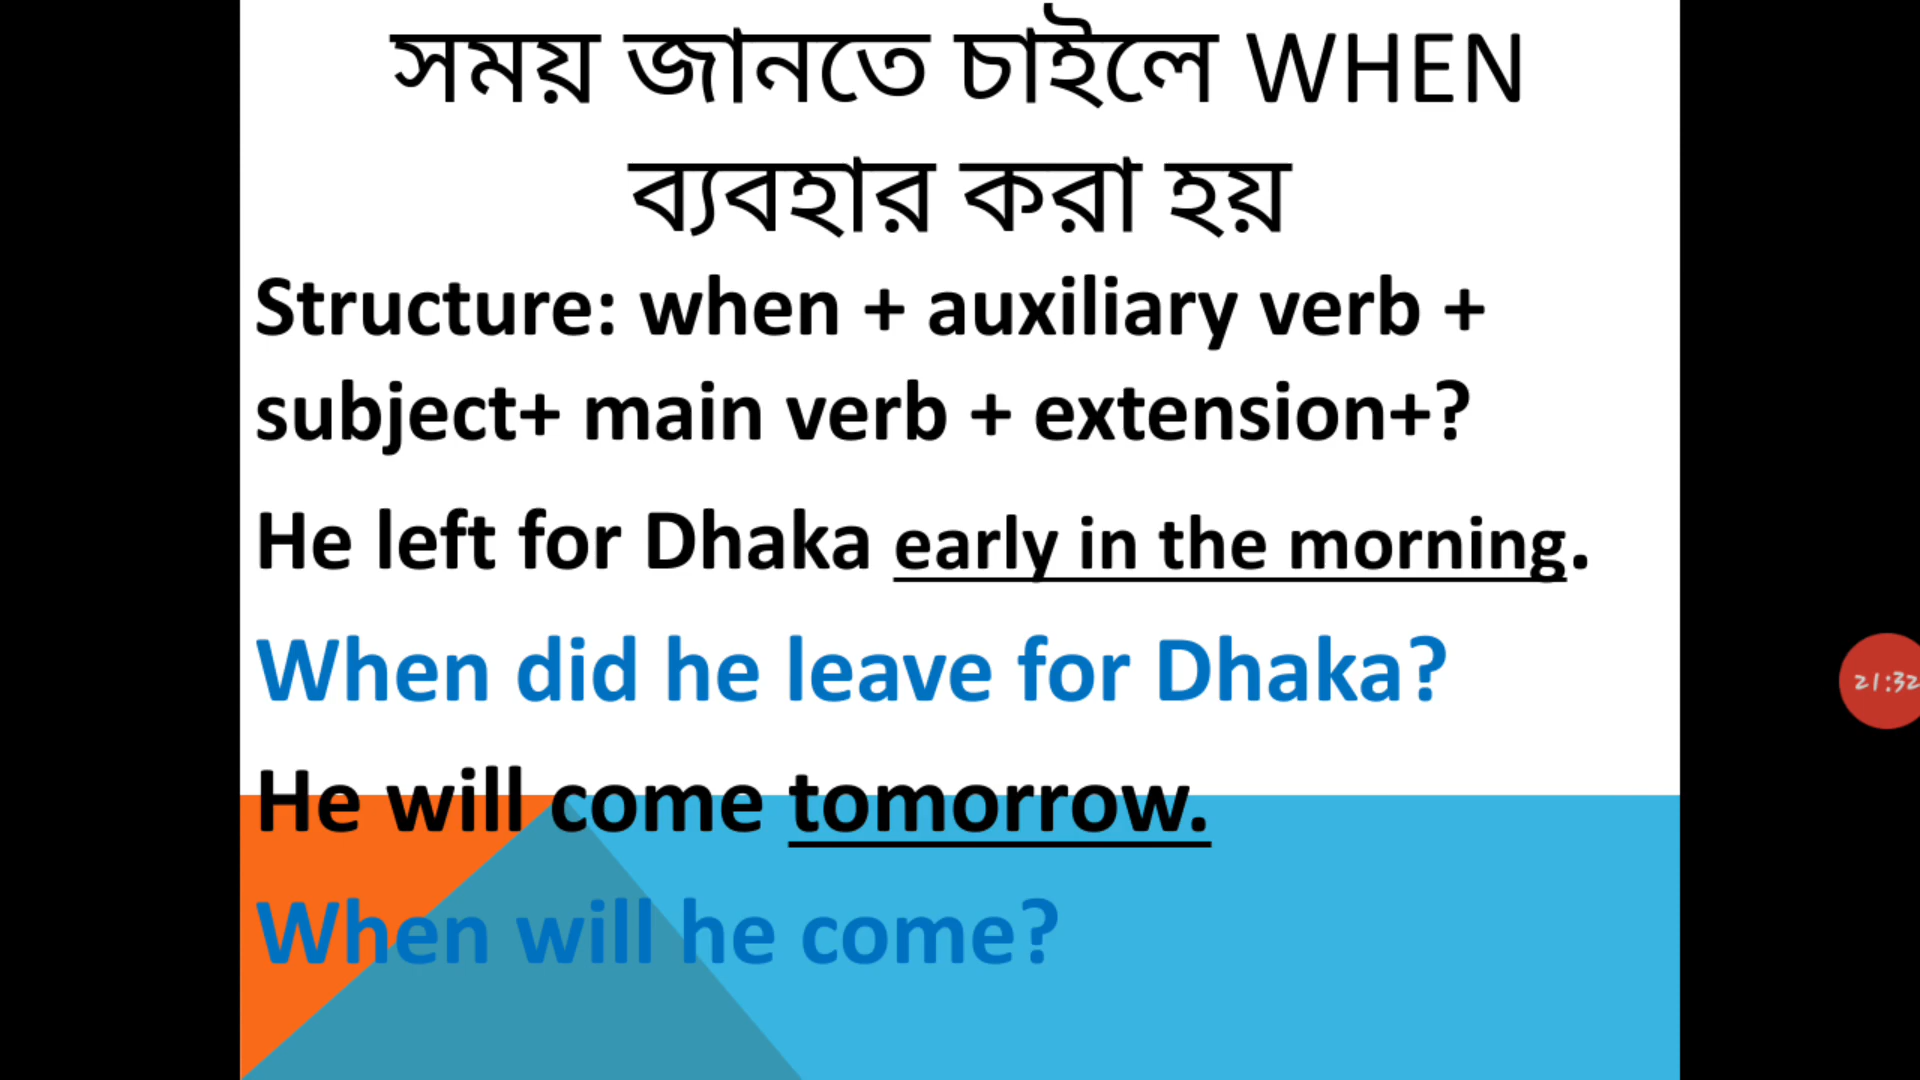 সময় জানতে চাইলে WHEN
ব্যবহার করা হয়
Structure: when + auxiliary verb +
subject+ main verb + extension+?
He left for Dhaka early in the morning.
When did he leave for Dhaka?
21:32
He will come tomorrow.
When will he come?